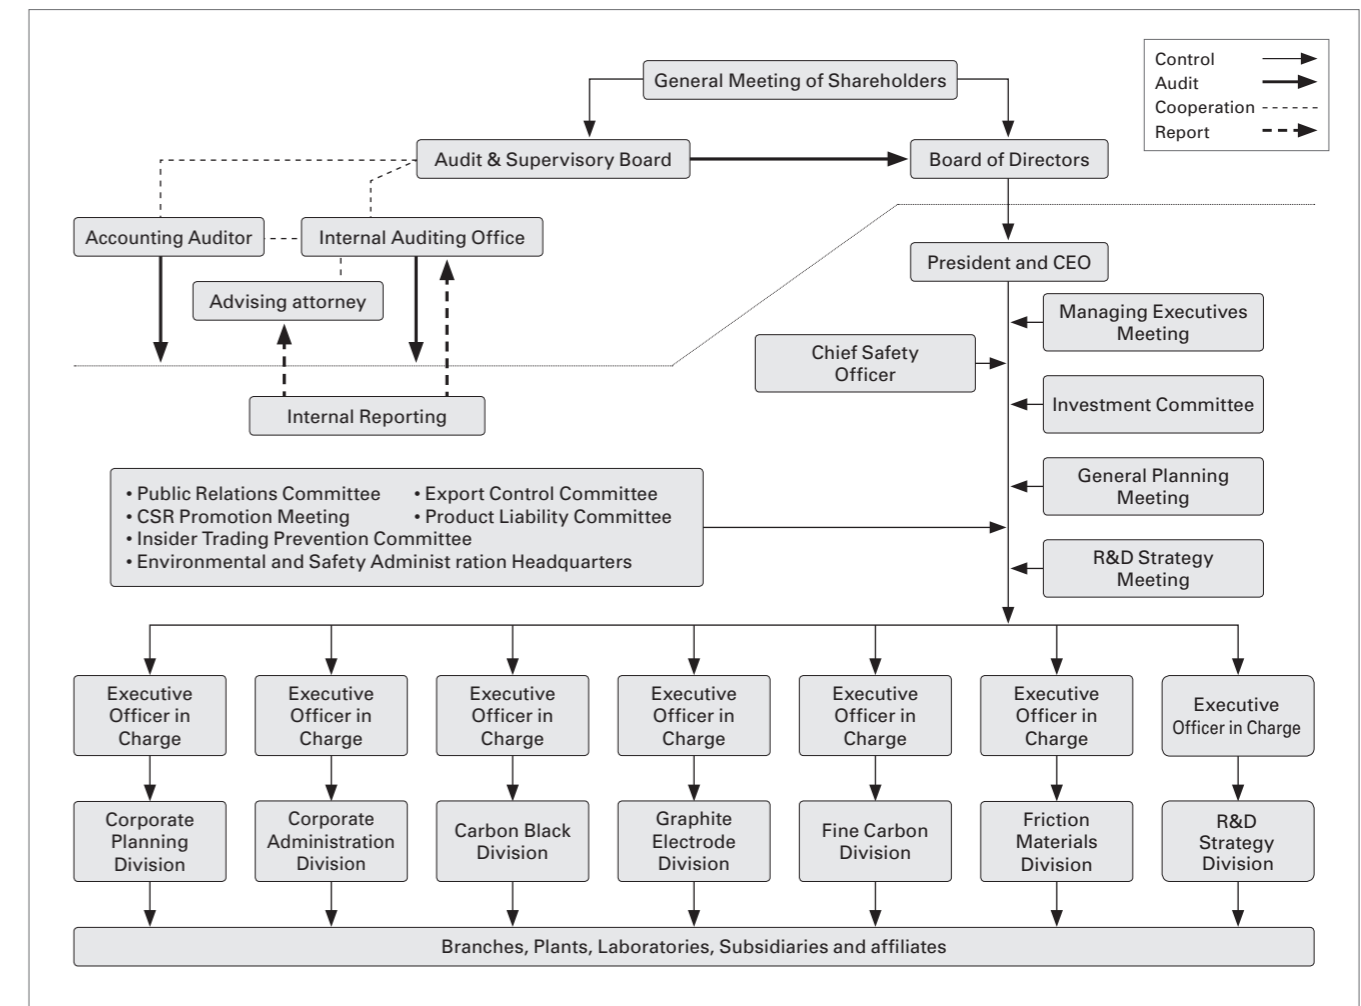 Control
Audit
Cooperation
Report
General Meeting of Shareholders
Audit & Supervisory Board
Board of Directors
Accounting Auditor
Internal Auditing Office
President and CEO
Advising attorney
Managing Executives
Meeting
Chief Safety
Officer
Investment Committee
Internal Reporting
General Planning
Meeting
• Public Relations Committee • Export Control Committee
• CSR Promotion Meeting • Product Liability Committee
• Insider Trading Prevention Committee
• Environmental and Safety Administ ration Headquarters
R&D Strategy
Meeting
Executive
Officer in
Charge
Executive
Officer in
Charge
Executive
Officer in
Charge
Executive
Officer in
Charge
Executive
Officer in
Charge
Executive
Officer in
Charge
Executive
Officer in Charge
Corporate
Planning
Division
Corporate
Administration
Division
Carbon Black
Division
Graphite
Electrode
Division
Fine Carbon
Division
Friction
Materials
Division
R&D
Strategy
Division
Branches, Plants, Laboratories, Subsidiaries and affiliates